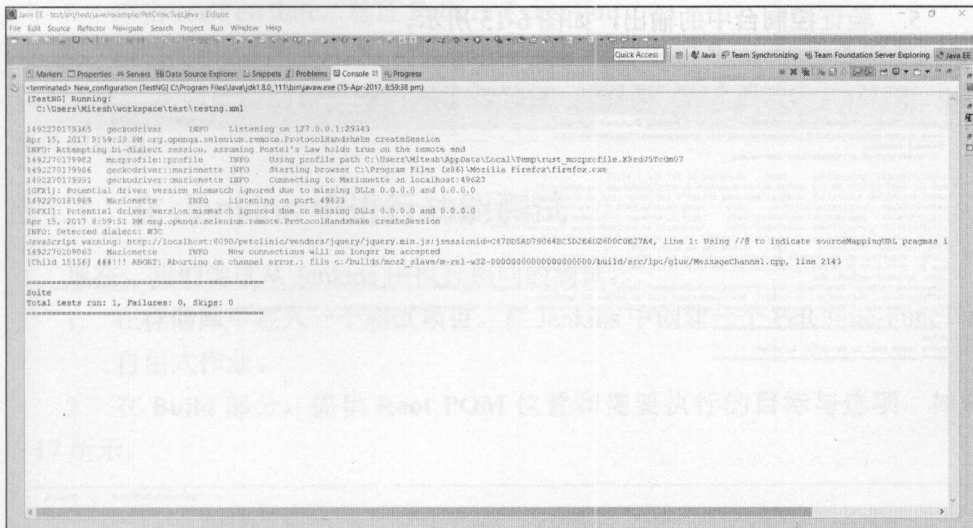 Java EE - test/src/test/java/example/PetClinicTest.java - Eclipse
File Edit Source Refactor Navigate Search Project Run Window Help
Quick Access Java Team Synchronizing Team Foundation Server Exploring Java EE
Markers Properties Servers Data Source Explorer Snippets Problems Console Progress
<terminated> New_configuration [TestNG] C:\Program Files\Java\jdk1.8.0_111\bin\javaw.exe (15-Apr-2017, 8:59:38 pm)
[TestNG] Running:
C:\Users\Mitesh\workspace\test\testng.xml
1492270179365 geckodriver INFO Listening on 127.0.0.1:29343
Apr 15, 2017 8:59:39 PM org.openqa.selenium.remote.ProtocolHandshake createSession
INFO: Attempting bi-dialect session, assuming Postel's Law holds true on the remote end
1492270179902 mozprofile::profile INFO Using profile path C:\Users\Mitesh\AppData\Local\Temp\
1492270179906 geckodriver::marionette INFO Starting browser C:\Program Files (x86)\Mozilla Firefox\firefox.exe
1492270179991 geckodriver::marionette INFO Connecting to Marionette on localhost:49623
[GFX1]: Potential driver version mismatch ignored due to missing DLLs 0.0.0.0 and 0.0.0.0
1492270181969 Marionette INFO Listening on port 49623
[GFX1]: Potential driver version mismatch ignored due to missing DLLs 0.0.0.0 and 0.0.0.0
Apr 15, 2017 8:59:51 PM org.openqa.selenium.remote.ProtocolHandshake createSession
INFO: Detected dialect: W3C
JavaScript warning: http://localhost:8090/petclinic/vendors/jquery/jquery.min.js;jsessionid= line 1: Using //@ to indicate sourceMappingURL pragmas i
1492270209063 Marionette INFO New connections will no longer be accepted
[Child 15156] ###!!! ABORT: Aborting on channel error.: file c:/builds/moz2_slave/m-rel-w32-00000000000000000000/build/src/ipc/glue/MessageChannel.cpp, line 2143
===============================================
Suite
Total tests run: 1, Failures: 0, Skips: 0
===============================================